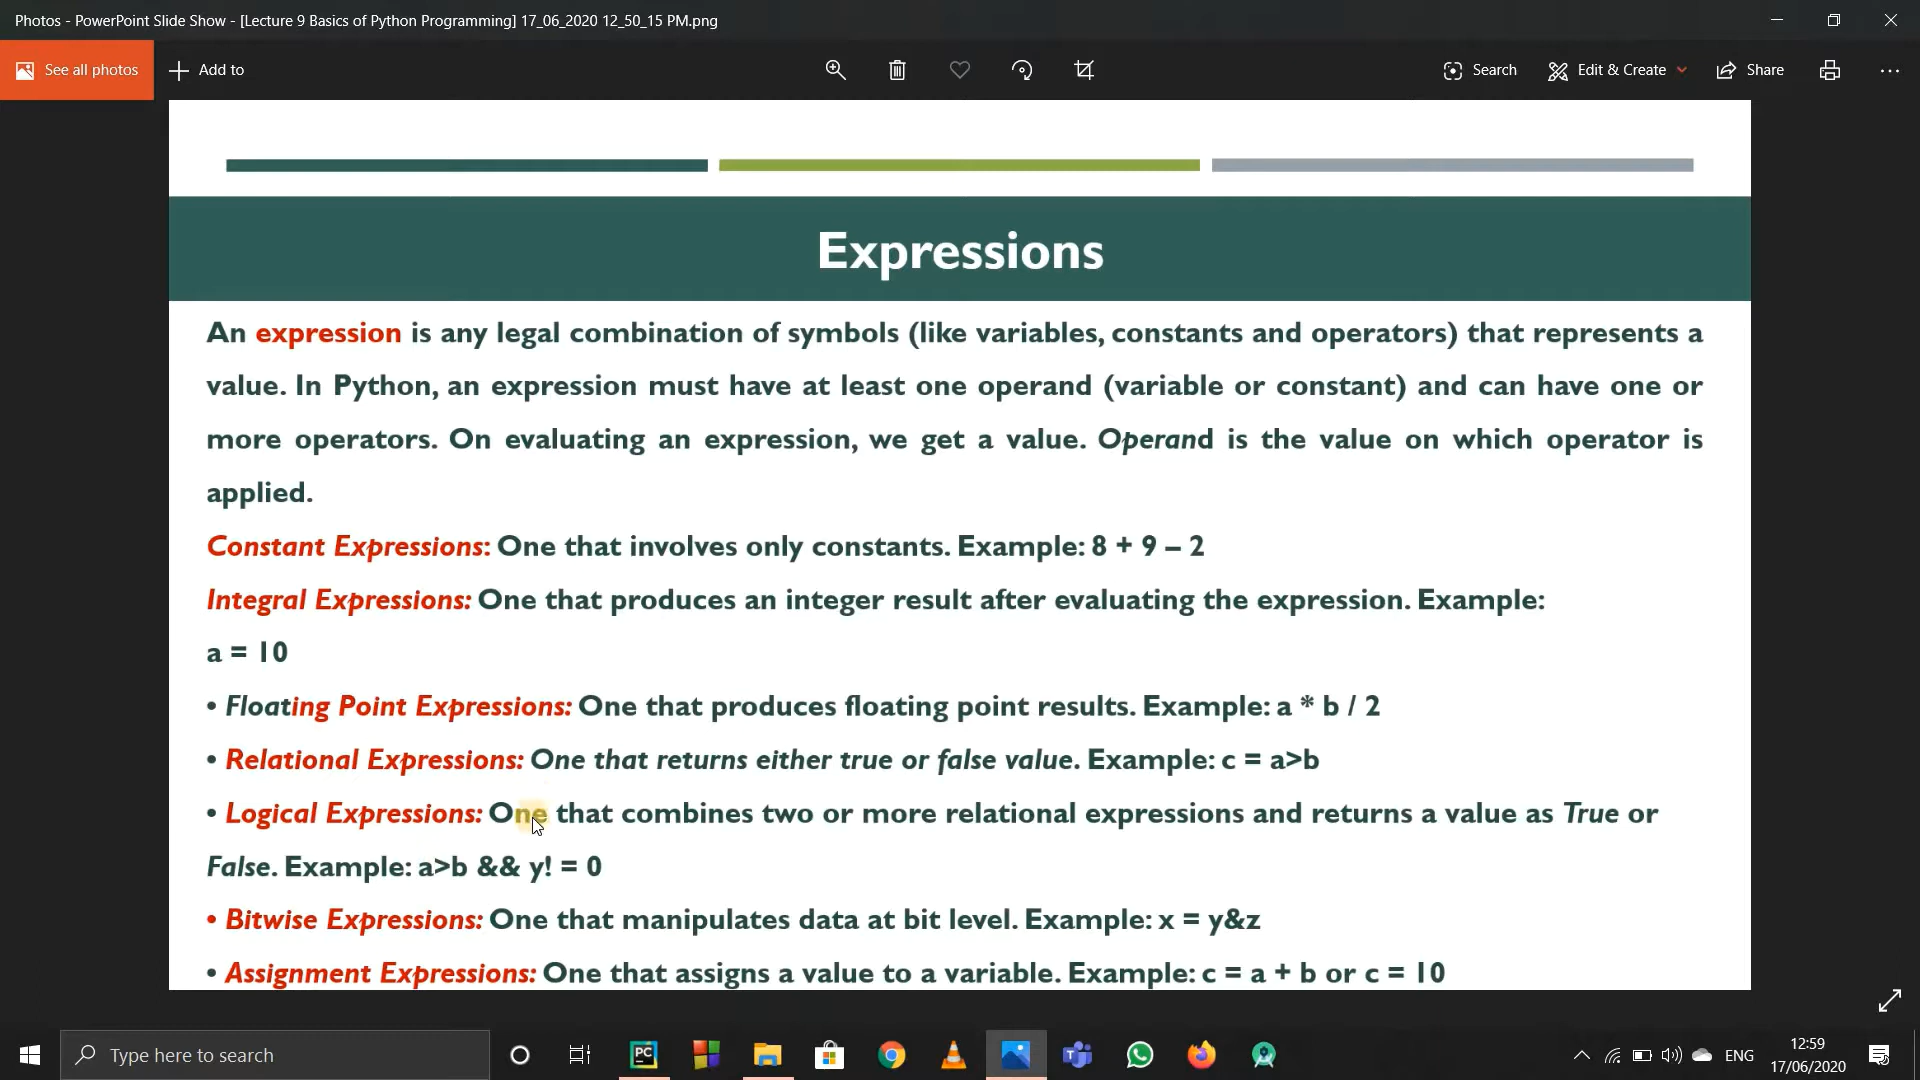 Photos - PowerPoint Slide Show - [Lecture 9 Basics of Python Programming] 17_06_2020 12_50_15 PM.png
See all photos
Add to
Search
Edit & Create
Share
Expressions
An expression is any legal combination of symbols (like variables, constants and operators) that represents a
value. In Python, an expression must have at least one operand (variable or constant) and can have one or
more operators. On evaluating an expression, we get a value. Operand is the value on which operator is
applied.
Constant Expressions: One that involves only constants. Example: 8 + 9 – 2
Integral Expressions: One that produces an integer result after evaluating the expression. Example:
a = 10
• Floating Point Expressions: One that produces floating point results. Example: a * b / 2
• Relational Expressions: One that returns either true or false value. Example: c = a>b
• Logical Expressions: One that combines two or more relational expressions and returns a value as True or
False. Example: a>b && y! = 0
• Bitwise Expressions: One that manipulates data at bit level. Example: x = y&z
• Assignment Expressions: One that assigns a value to a variable. Example: c = a + b or c = 10
Type here to search
PC
ENG
12:59
17/06/2020